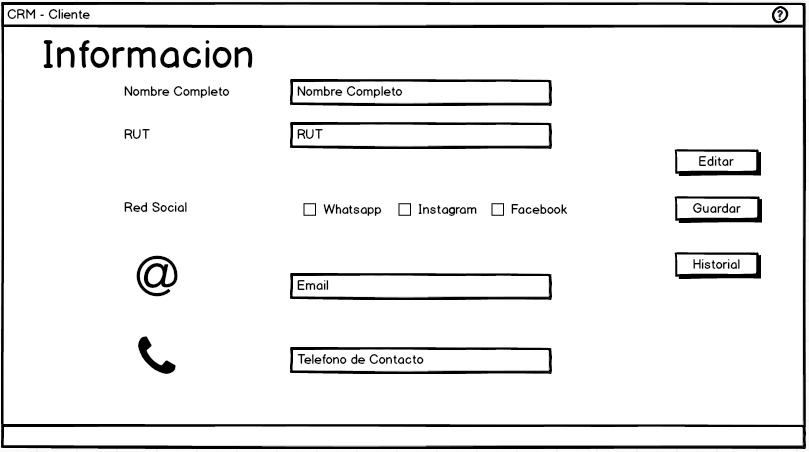 CRM - Cliente
?
Informacion
Nombre Completo
Nombre Completo
RUT
RUT
Editar
Red Social
Whatsapp
Instagram
Facebook
Guardar
Historial
@
Email
Telefono de Contacto